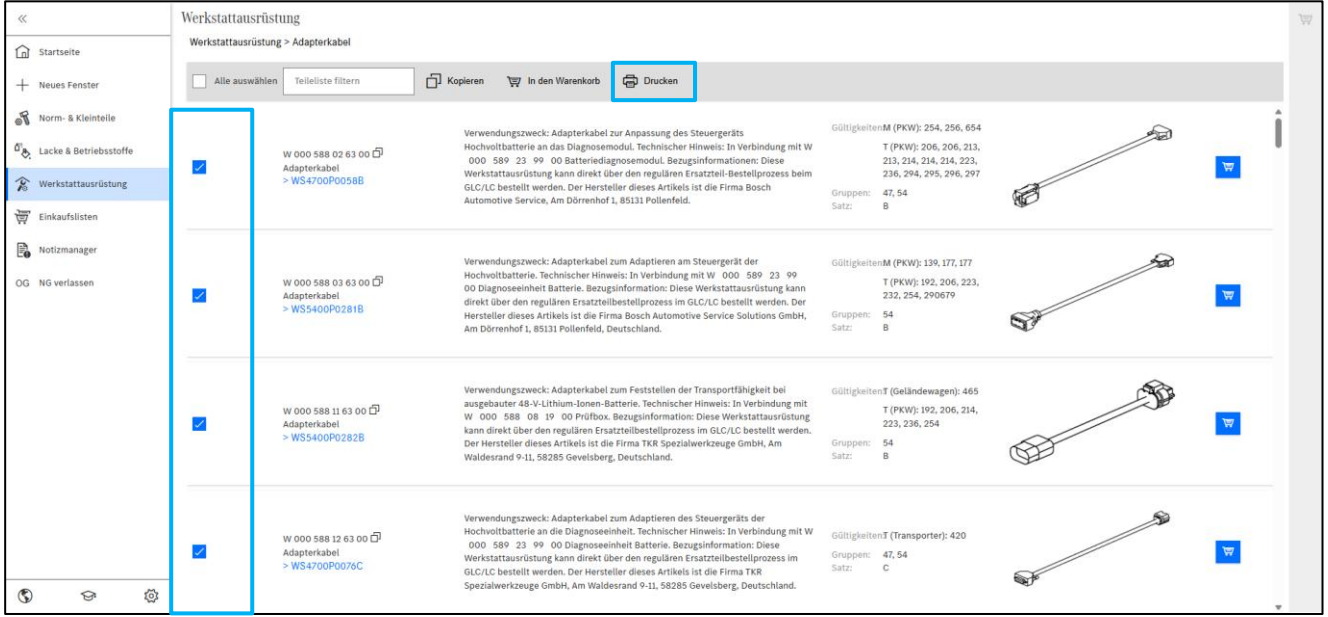 Werkstattausrüstung
Werkstattausrüstung > Adapterkabel
Startseite
Neues Fenster
Norm- & Kleinteile
Lacke & Betriebsstoffe
Werkstattausrüstung
Einkaufslisten
Notizmanager
OG NG verlassen
Alle auswählen
Teileliste filtern
Kopieren
In den Warenkorb
Drucken
W 000 588 02 63 00
Adapterkabel
> WS4700P0058B
Verwendungszweck: Adapterkabel zur Anpassung des Steuergeräts
Hochvoltbatterie an das Diagnosemodul. Technischer Hinweis: In Verbindung mit W
000 589 23 99 00 Batteriediagnosemodul. Bezugsinformationen: Diese
Werkstattausrüstung kann direkt über den regulären Ersatzteil-Bestellprozess beim
GLC/LC bestellt werden. Der Hersteller dieses Artikels ist die Firma Bosch
Automotive Service, Am Dörrenhof 1, 85131 Pollenfeld.
Gültigkeiten: M (PKW): 254, 256, 654
T (PKW): 206, 206, 213,
213, 214, 214, 214, 223,
236, 294, 295, 296, 297
Gruppen: 47, 54
Satz: B
W 000 588 03 63 00
Adapterkabel
> WS5400P0281B
Verwendungszweck: Adapterkabel zum Adaptieren am Steuergerät der
Hochvoltbatterie. Technischer Hinweis: In Verbindung mit W 000 589 23 99
00 Diagnoseeinheit Batterie. Bezugsinformation: Diese Werkstattausrüstung kann
direkt über den regulären Ersatzteilbestellprozess im GLC/LC bestellt werden. Der
Hersteller dieses Artikels ist die Firma Bosch Automotive Service Solutions GmbH,
Am Dörrenhof 1, 85131 Pollenfeld, Deutschland.
Gültigkeiten: M (PKW): 139, 177, 177
T (PKW): 192, 206, 223,
232, 254, 290679
Gruppen: 54
Satz: B
W 000 588 11 63 00
Adapterkabel
> WS5400P0282B
Verwendungszweck: Adapterkabel zum Feststellen der Transportfähigkeit bei
ausgebauter 48-V-Lithium-Ionen-Batterie. Technischer Hinweis: In Verbindung mit
W 000 588 08 19 00 Prüfbox. Bezugsinformation: Diese Werkstattausrüstung
kann direkt über den regulären Ersatzteilbestellprozess im GLC/LC bestellt werden.
Der Hersteller dieses Artikels ist die Firma TKR Spezialwerkzeuge GmbH, Am
Waldesrand 9-11, 58285 Gevelsberg, Deutschland.
Gültigkeiten: T (Geländewagen): 465
T (PKW): 192, 206, 214,
223, 236, 254
Gruppen: 54
Satz: B
W 000 588 12 63 00
Adapterkabel
> WS4700P0076C
Verwendungszweck: Adapterkabel zum Adaptieren des Steuergeräts der
Hochvoltbatterie an die Diagnoseeinheit. Technischer Hinweis: In Verbindung mit W
000 589 23 99 00 Diagnoseeinheit Batterie. Bezugsinformation: Diese
Werkstattausrüstung kann direkt über den regulären Ersatzteilbestellprozess im
GLC/LC bestellt werden. Der Hersteller dieses Artikels ist die Firma TKR
Spezialwerkzeuge GmbH, Am Waldesrand 9-11, 58285 Gevelsberg, Deutschland.
Gültigkeiten: T (Transporter): 420
Gruppen: 47, 54
Satz: C